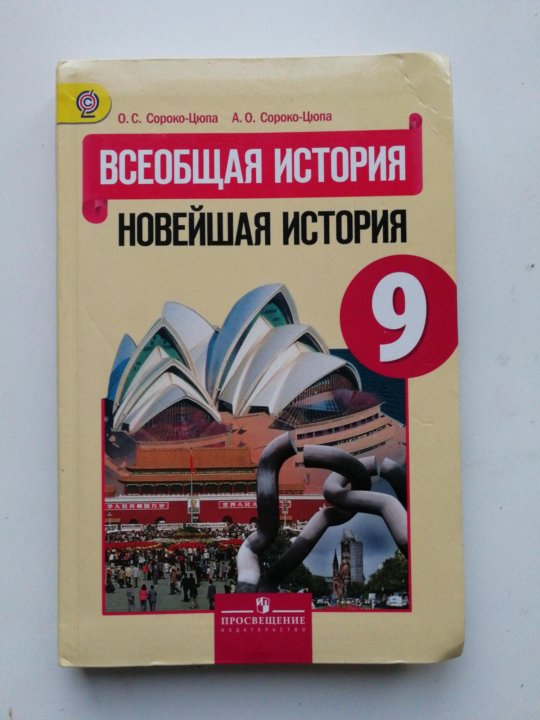 О. С. Сороко-Цюпа А. О. Сороко-Цюпа
ВСЕОБЩАЯ ИСТОРИЯ
НОВЕЙШАЯ ИСТОРИЯ
9
ПРОСВЕЩЕНИЕ
ИЗДАТЕЛЬСТВО